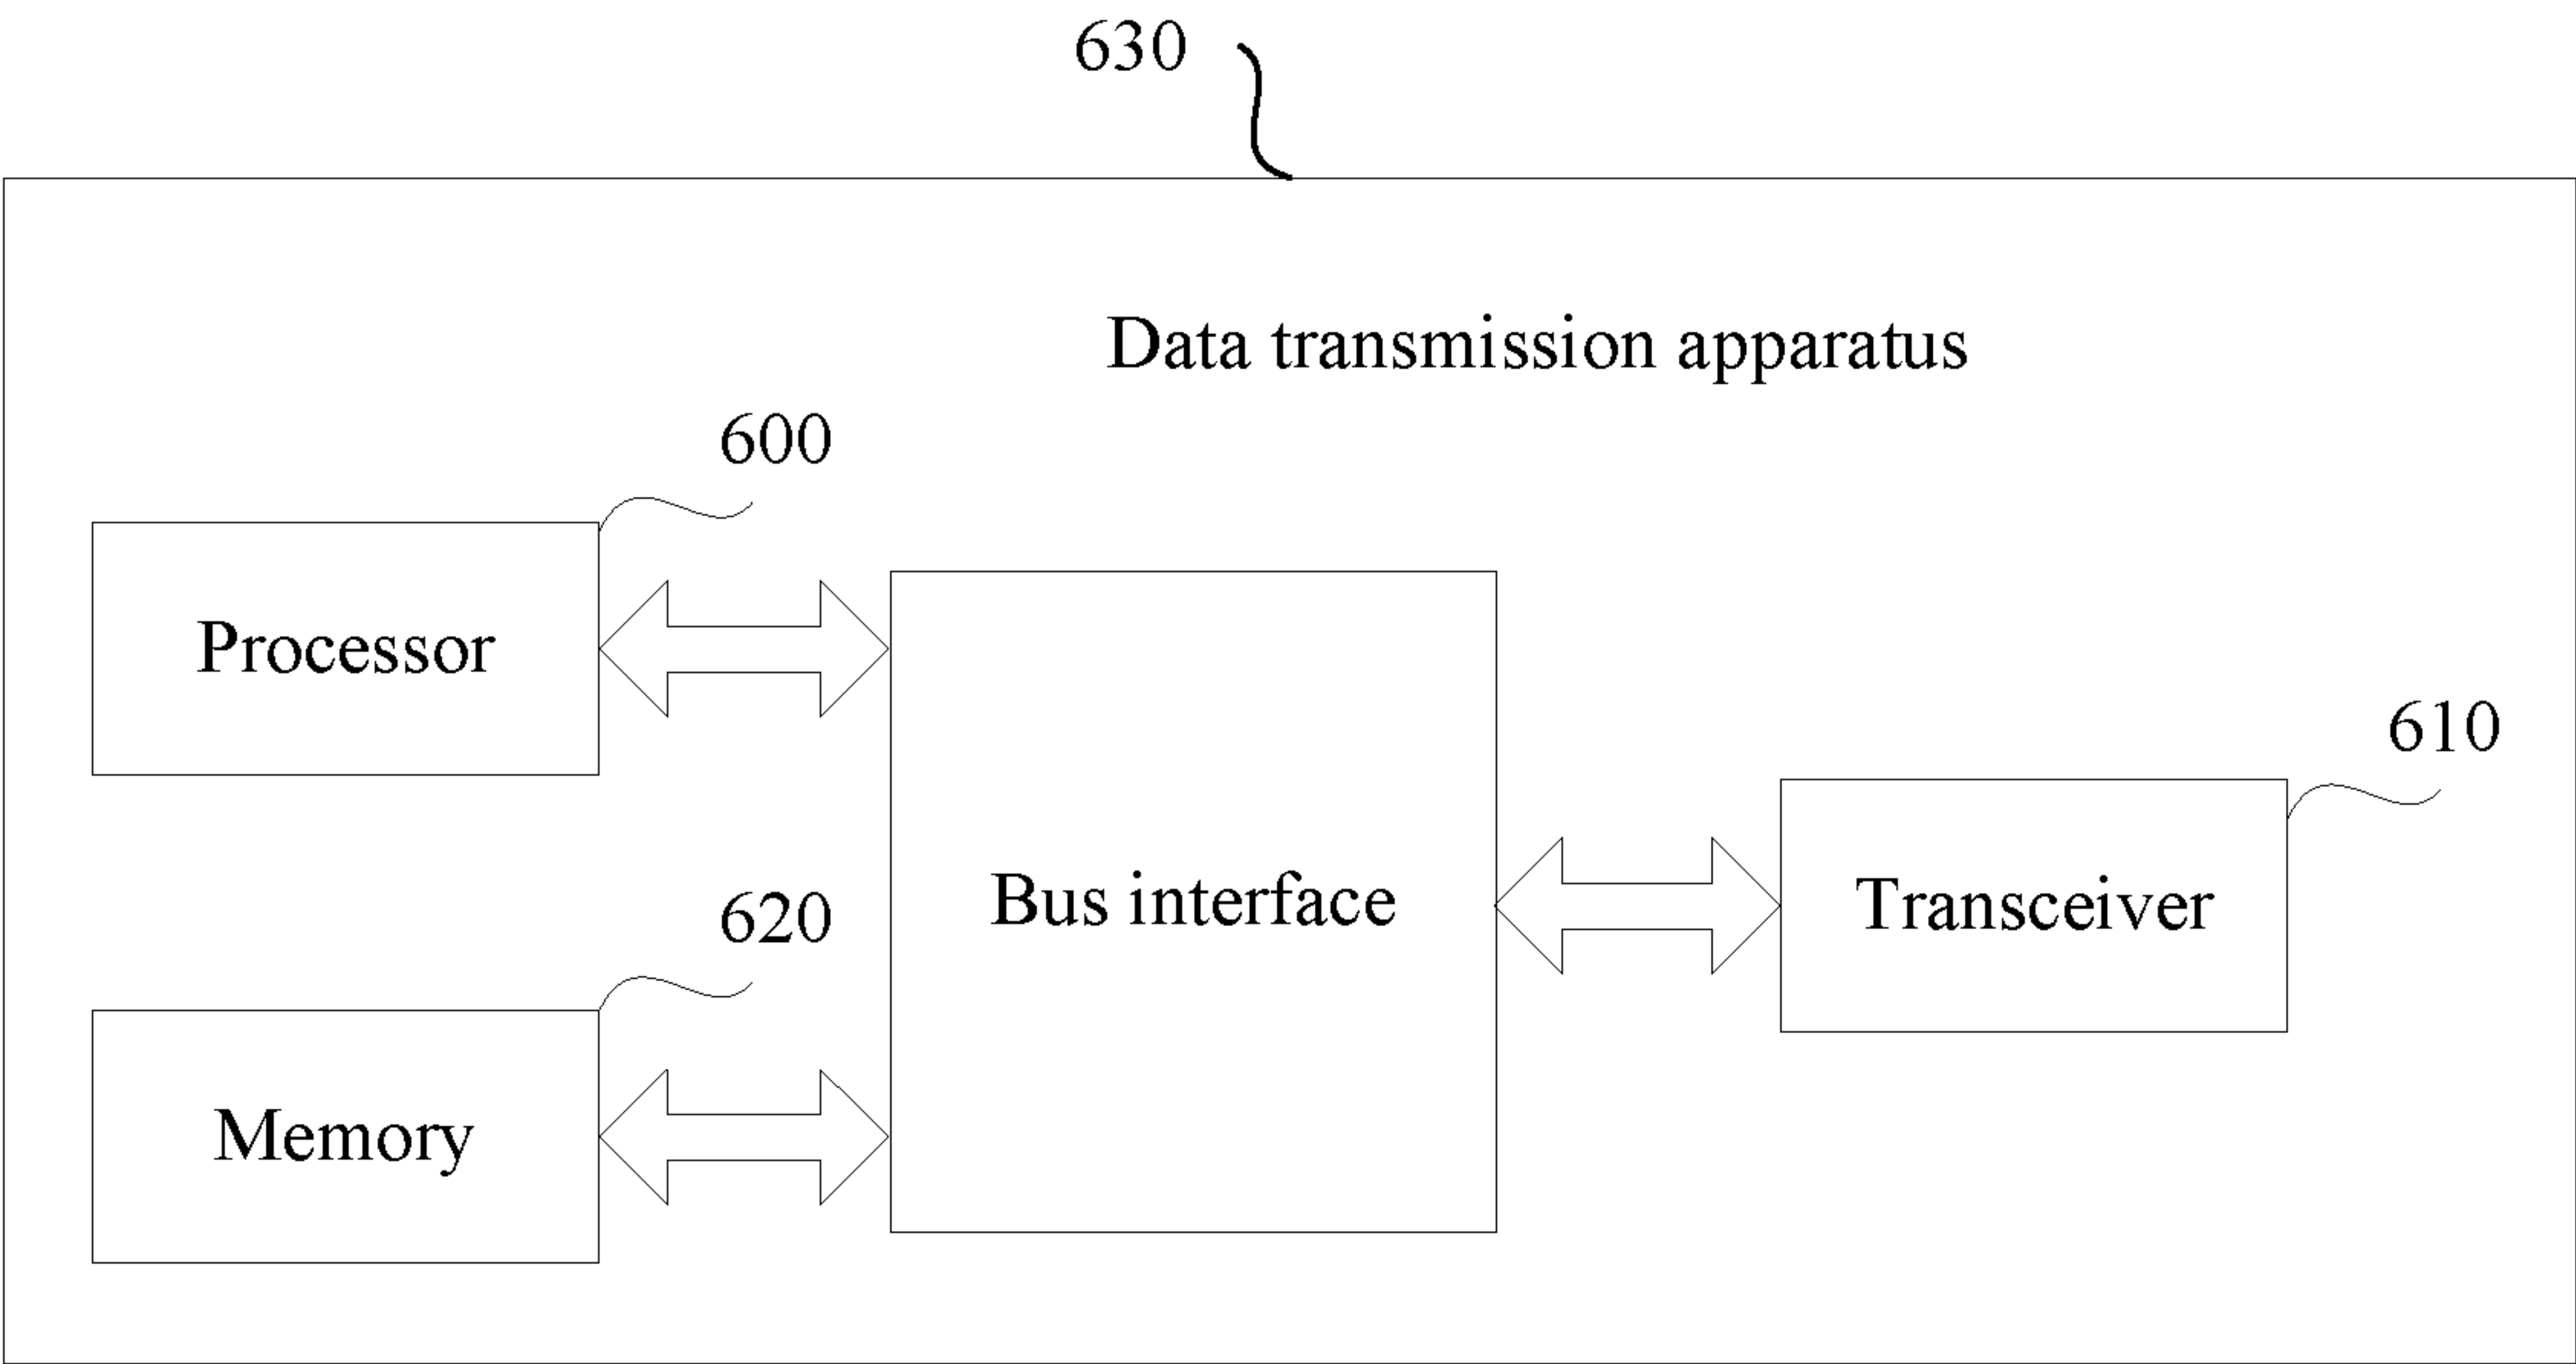 630
Data transmission apparatus
600
Processor
610
620
Bus interface
Transceiver
Memory